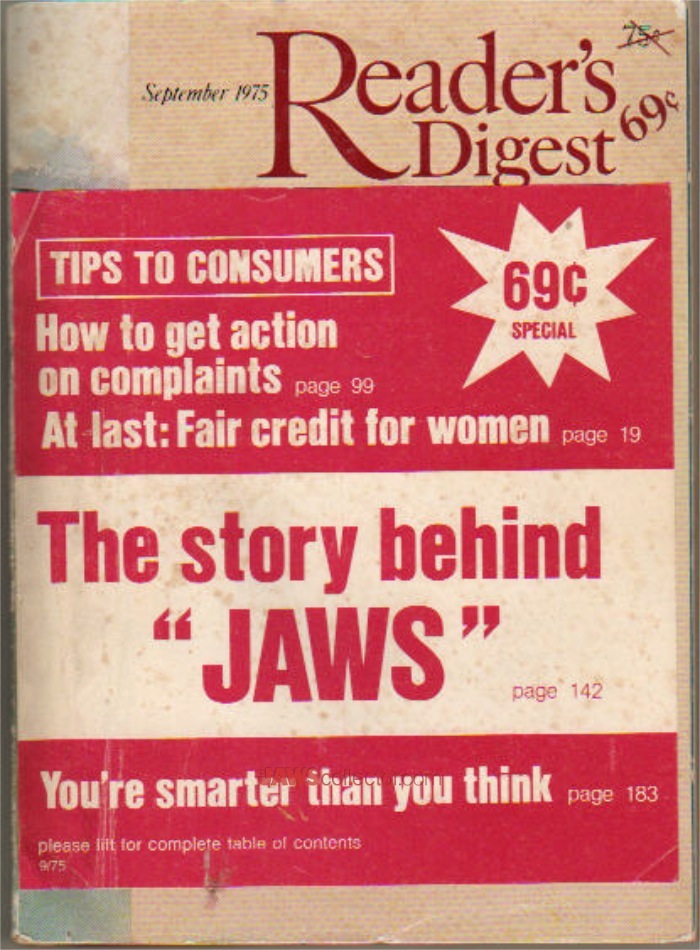 75¢
September 1975
Reader's
Digest
69¢
TIPS TO CONSUMERS
69¢
SPECIAL
How to get action
on complaints page 99
At last: Fair credit for women page 19
The story behind
"JAWS" page 142
You're smarter than you think page 183
please lift for complete table of contents
9/75